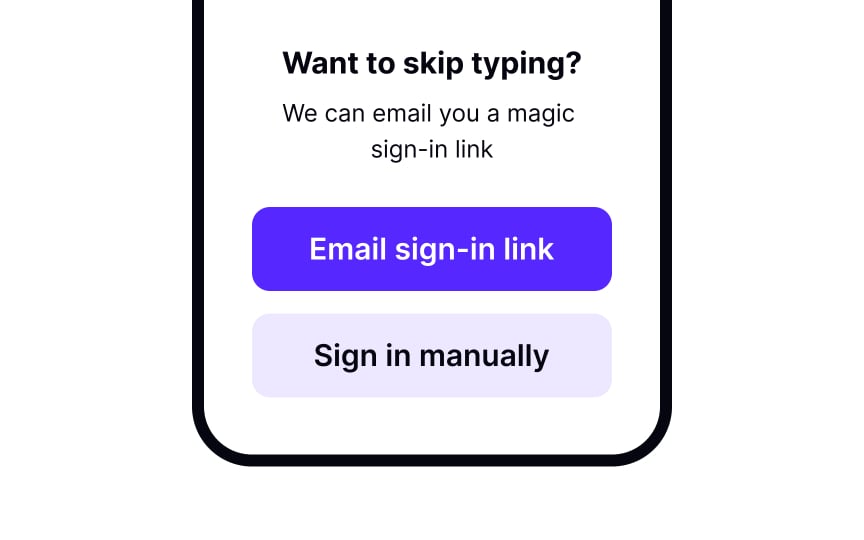 Want to skip typing?
We can email you a magic
sign-in link
Email sign-in link
Sign in manually